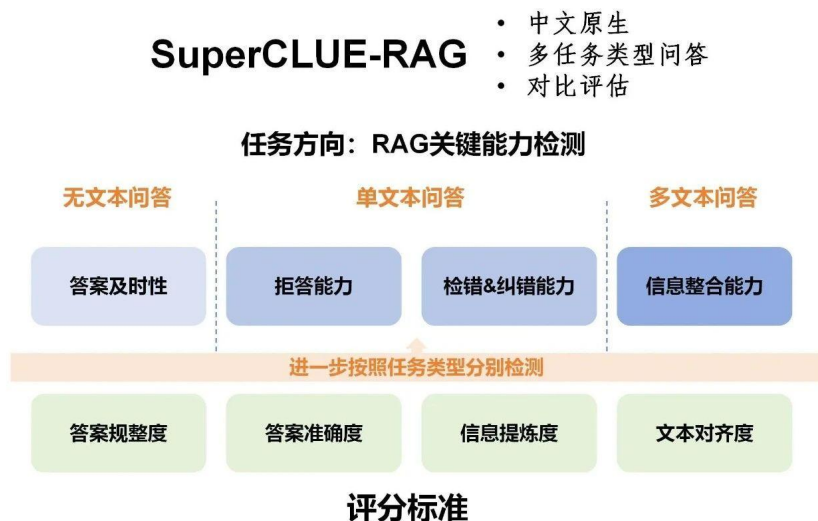 SuperCLUE-RAG
• 中文原生
• 多任务类型问答
• 对比评估
任务方向：RAG关键能力检测
无文本问答
单文本问答
多文本问答
答案及时性
拒答能力
检错&纠错能力
信息整合能力
进一步按照任务类型分别检测
答案规整度
答案准确度
信息提炼度
文本对齐度
评分标准